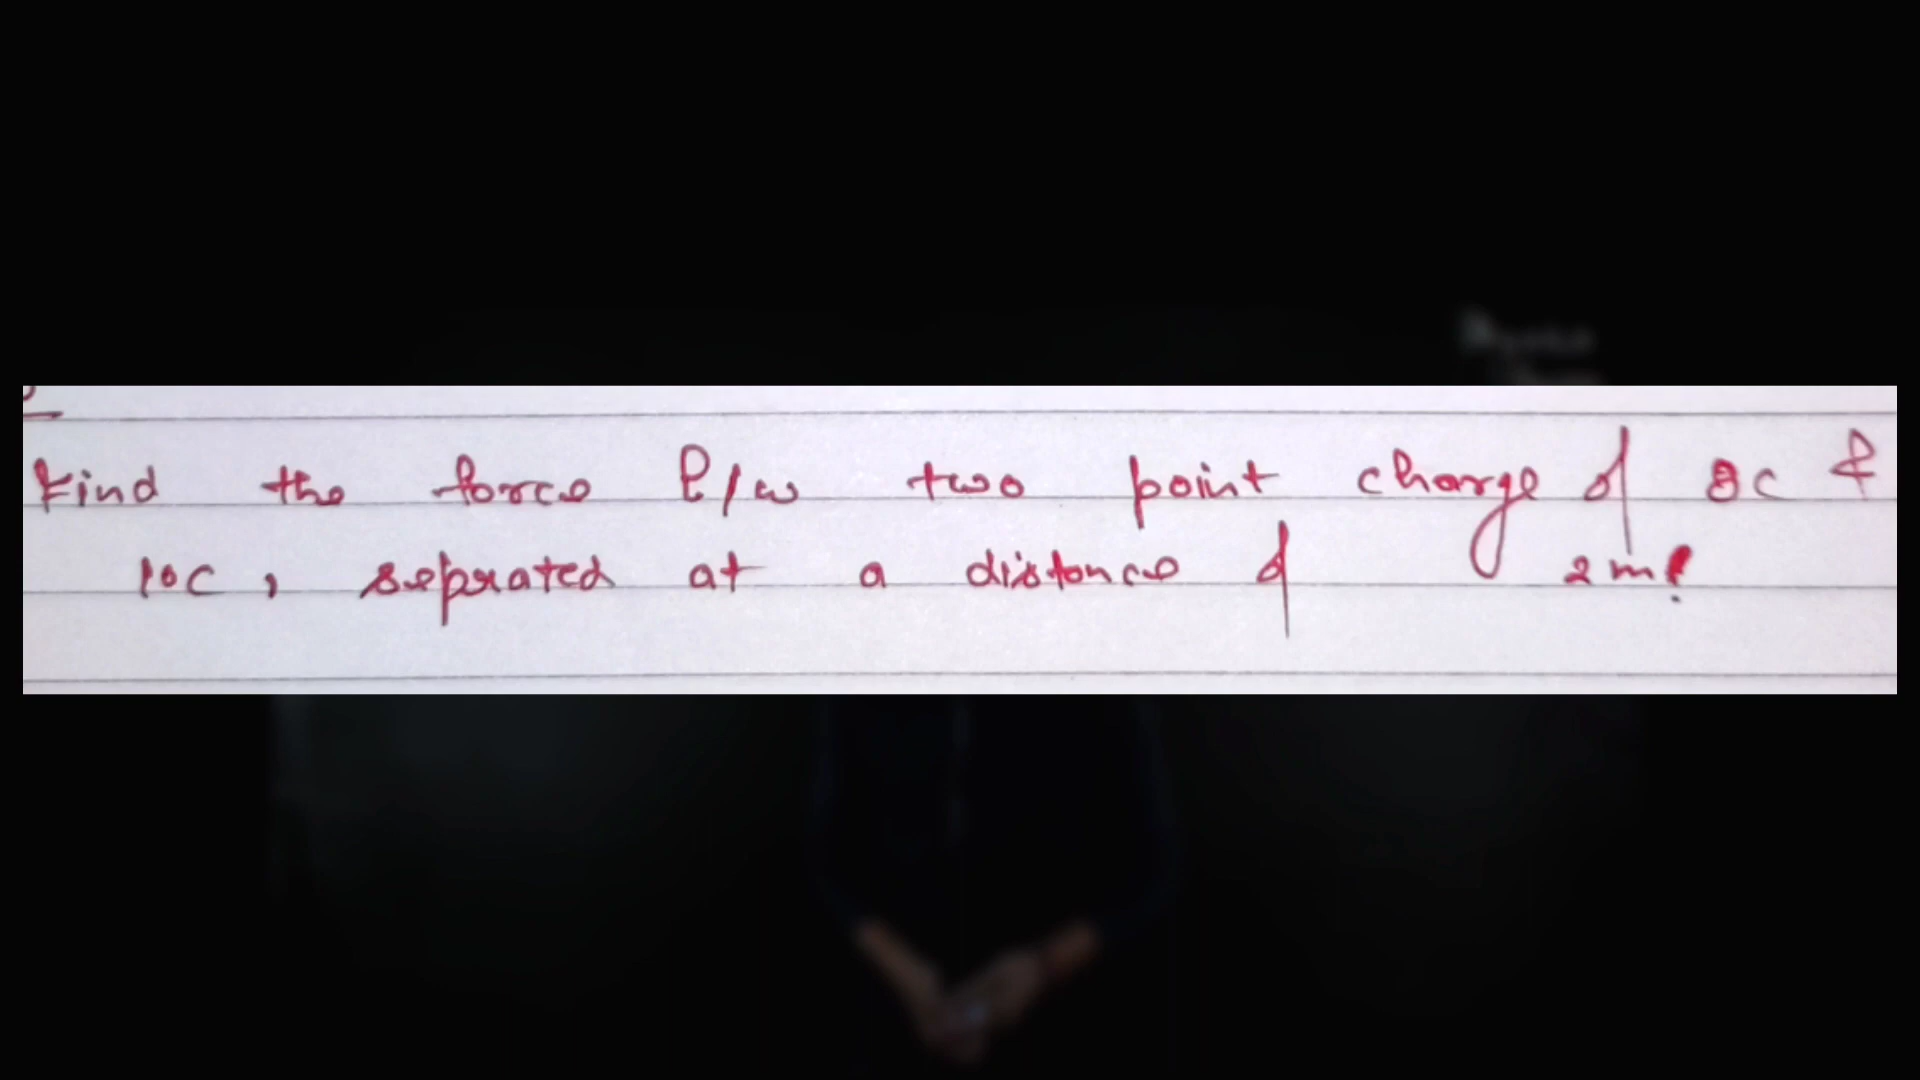 Find the force b/w two point charge of 8C &
10C, seprated at a distance of 2m?